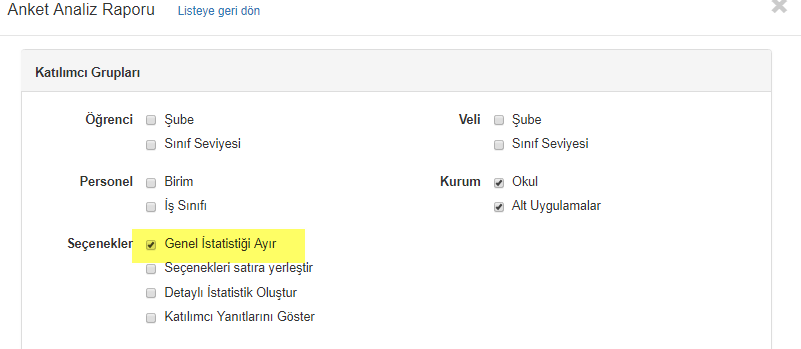 Anket Analiz Raporu Listeye geri dön
Katılımcı Grupları
Öğrenci Şube Veli Şube
Sınıf Seviyesi Sınıf Seviyesi
Personel Birim Kurum Okul
İş Sınıfı Alt Uygulamalar
Seçenekler Genel İstatistiği Ayır
Seçenekleri satıra yerleştir
Detaylı İstatistik Oluştur
Katılımcı Yanıtlarını Göster